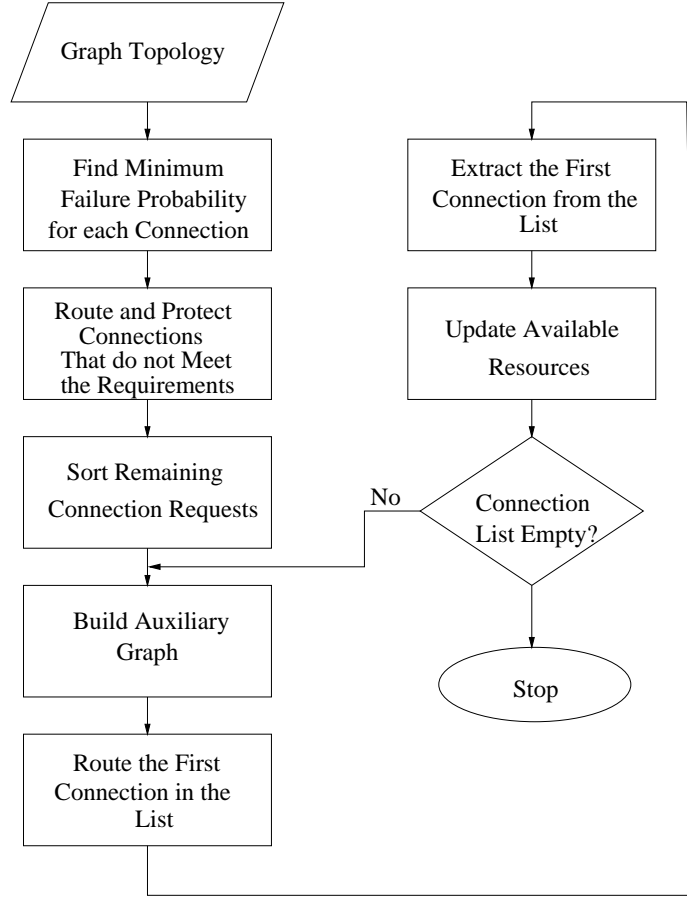 Graph Topology
Find Minimum
Failure Probability
for each Connection
Route and Protect
Connections
That do not Meet
the Requirements
Sort Remaining
Connection Requests
Build Auxiliary
Graph
Route the First
Connection in the
List
Extract the First
Connection from the
List
Update Available
Resources
Connection
List Empty?
No
Stop